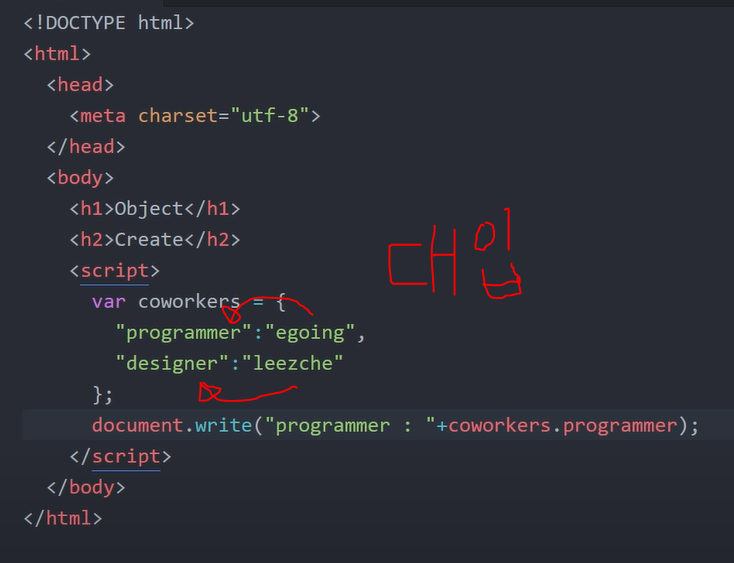 <!DOCTYPE html>
<html>
<head>
<meta charset="utf-8">
</head>
<body>
<h1>Object</h1>
<h2>Create</h2>
대입
<script>
var coworkers = {
"programmer":"egoing",
"designer":"leezche"
};
document.write("programmer : "+coworkers.programmer);
</script>
</body>
</html>